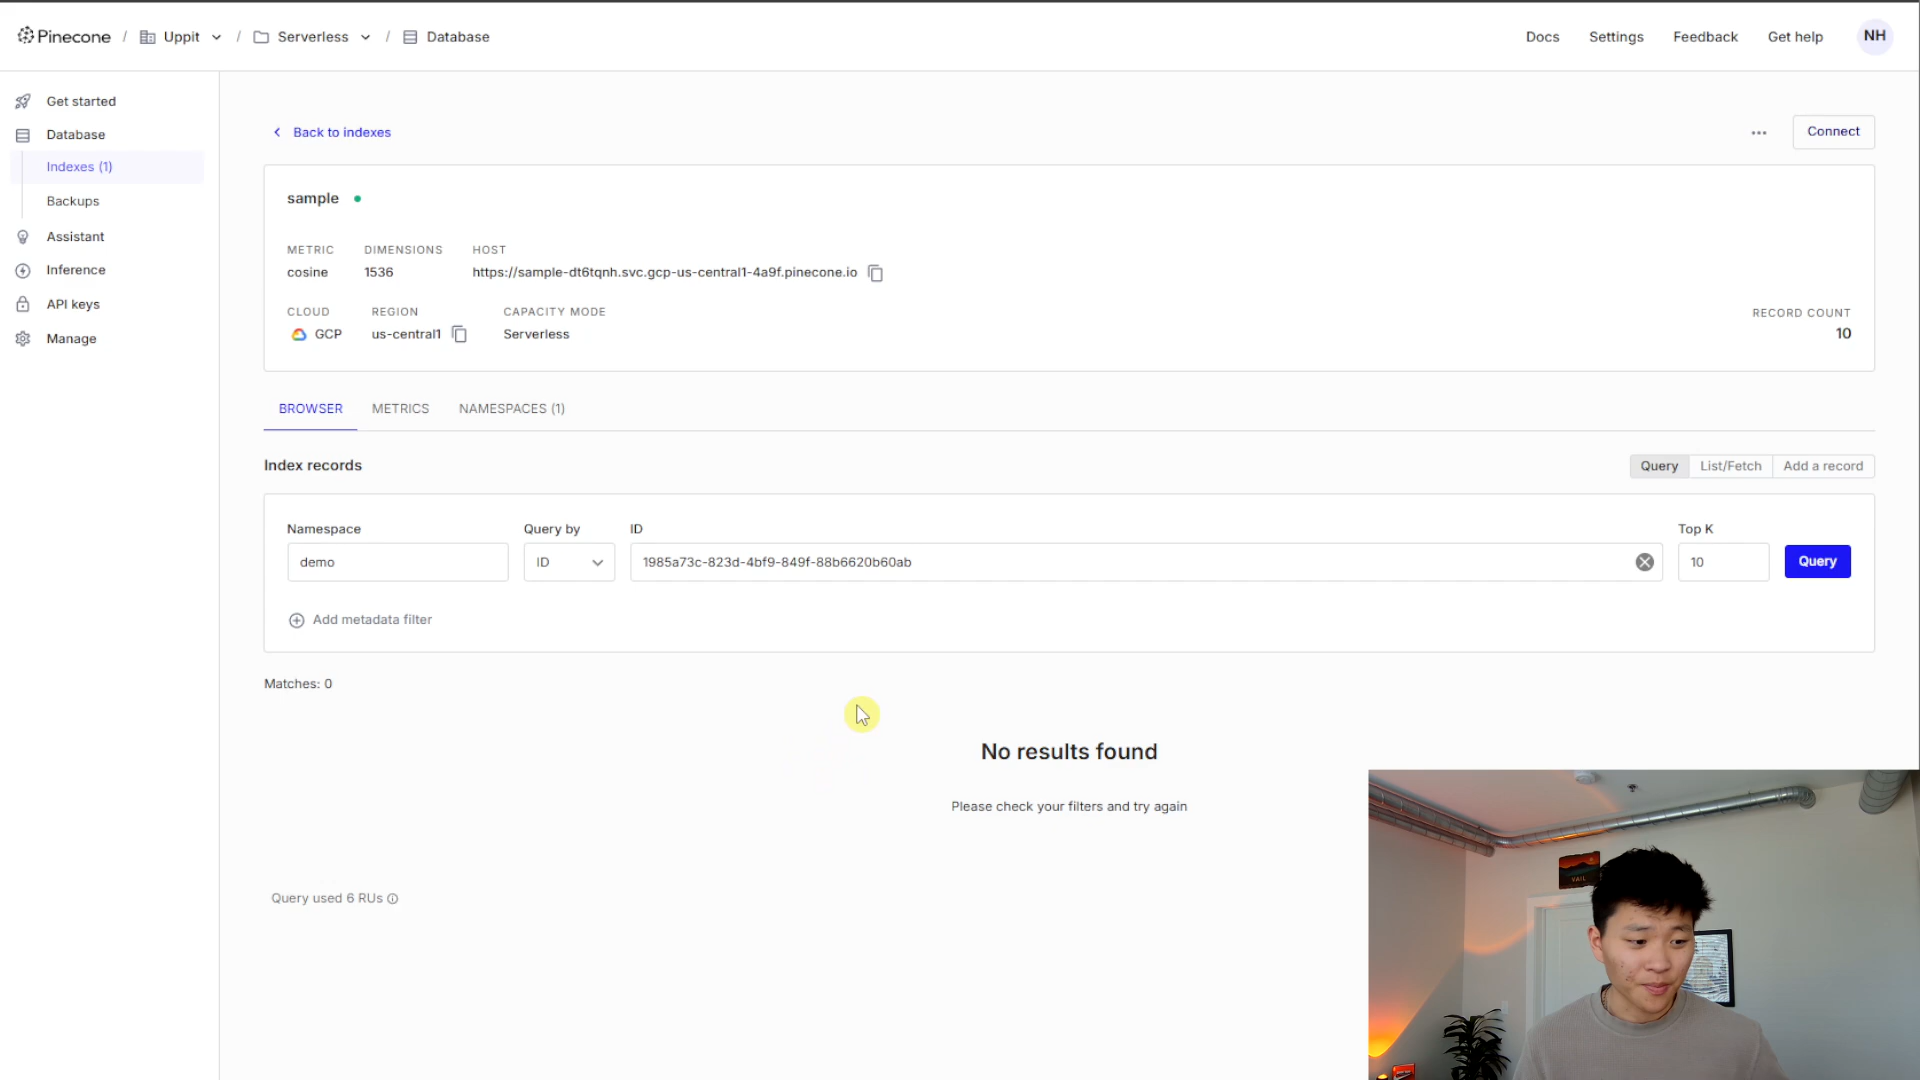 Pinecone / Uppit / Serverless / Database
Docs Settings Feedback Get help NH
Get started
Database
Indexes (1)
Backups
Assistant
Inference
API keys
Manage
Back to indexes
Connect
sample
METRIC DIMENSIONS HOST
cosine 1536 https://sample-dt6tqnh.svc.gcp-us-central1-4a9f.pinecone.io
CLOUD REGION CAPACITY MODE RECORD COUNT
GCP us-central1 Serverless 10
BROWSER METRICS NAMESPACES (1)
Index records
Query List/Fetch Add a record
Namespace Query by ID Top K
demo ID 1985a73c-823d-4bf9-849f-88b6620b60ab 10 Query
Add metadata filter
Matches: 0
No results found
Please check your filters and try again
Query used 6 RUs
VAIL